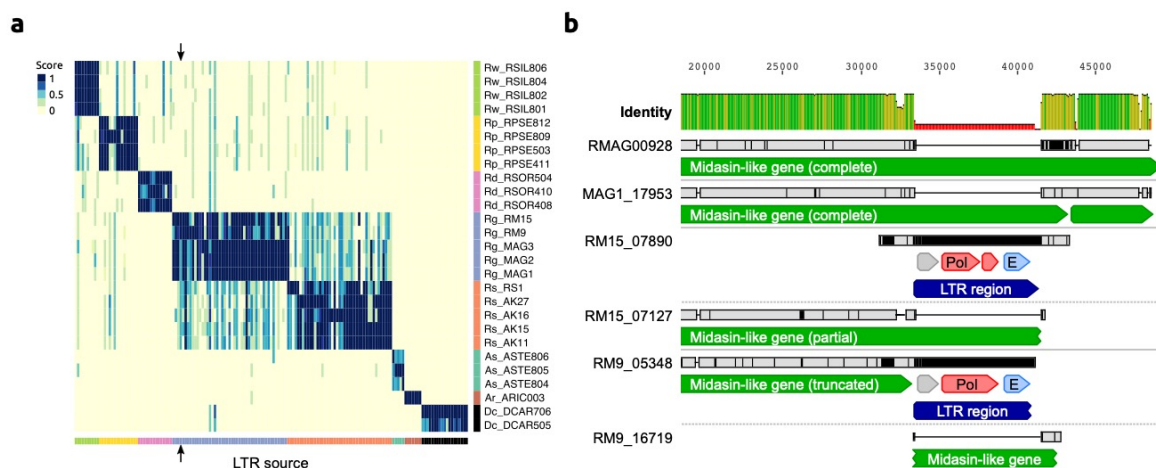 a
Score
1
0.5
0
Rw_RSIL806
Rw_RSIL804
Rw_RSIL802
Rw_RSIL801
Rp_RPSE812
Rp_RPSE809
Rp_RPSE503
Rp_RPSE411
Rd_RSOR504
Rd_RSOR410
Rd_RSOR408
Rg_RM15
Rg_RM9
Rg_MAG3
Rg_MAG2
Rg_MAG1
Rs_RS1
Rs_AK27
Rs_AK16
Rs_AK15
Rs_AK11
As_ASTE806
As_ASTE805
As_ASTE804
Ar_ARIC003
Dc_DCAR706
Dc_DCAR505
LTR source
b
20000 25000 30000 35000 40000 45000
Identity
RMAG00928
Midasin-like gene (complete)
MAG1_17953
Midasin-like gene (complete)
RM15_07890
Pol E
LTR region
RM15_07127
Midasin-like gene (partial)
RM9_05348
Midasin-like gene (truncated) Pol E
LTR region
RM9_16719
Midasin-like gene